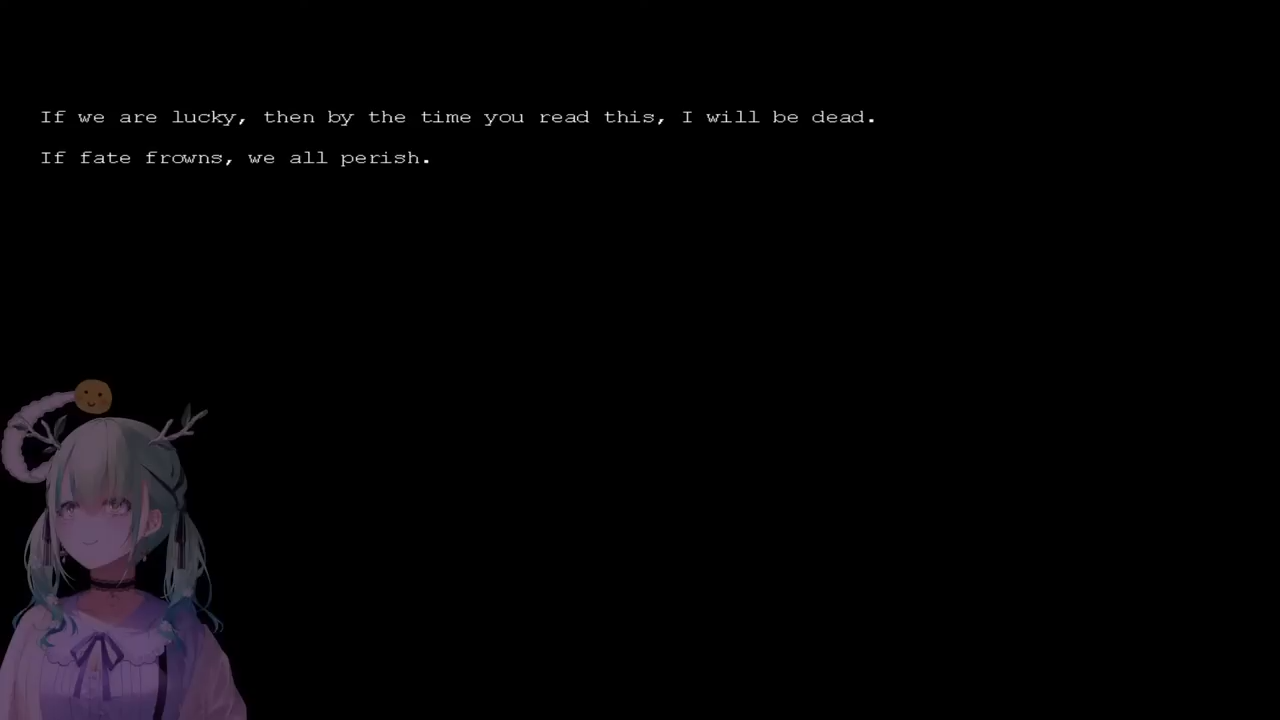 If we are lucky, then by the time you read this, I will be dead.
If fate frowns, we all perish.